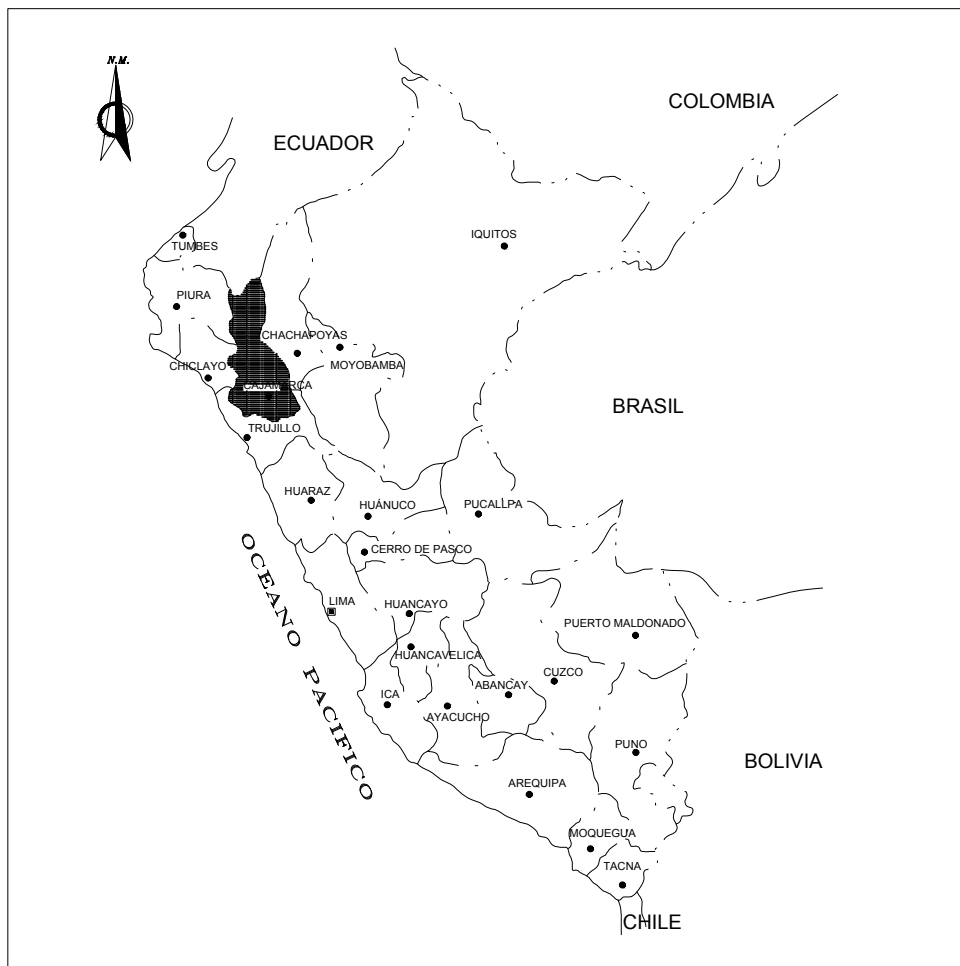 N.M.
COLOMBIA
ECUADOR
IQUITOS
TUMBES
PIURA
CHACHAPOYAS
MOYOBAMBA
CHICLAYO
CAJAMARCA
BRASIL
TRUJILLO
HUARAZ
HUÁNUCO
PUCALLPA
CERRO DE PASCO
OCEANO PACIFICO
LIMA
HUANCAYO
PUERTO MALDONADO
HUANCAVELICA
CUZCO
ABANCAY
ICA
AYACUCHO
PUNO
BOLIVIA
AREQUIPA
MOQUEGUA
TACNA
CHILE